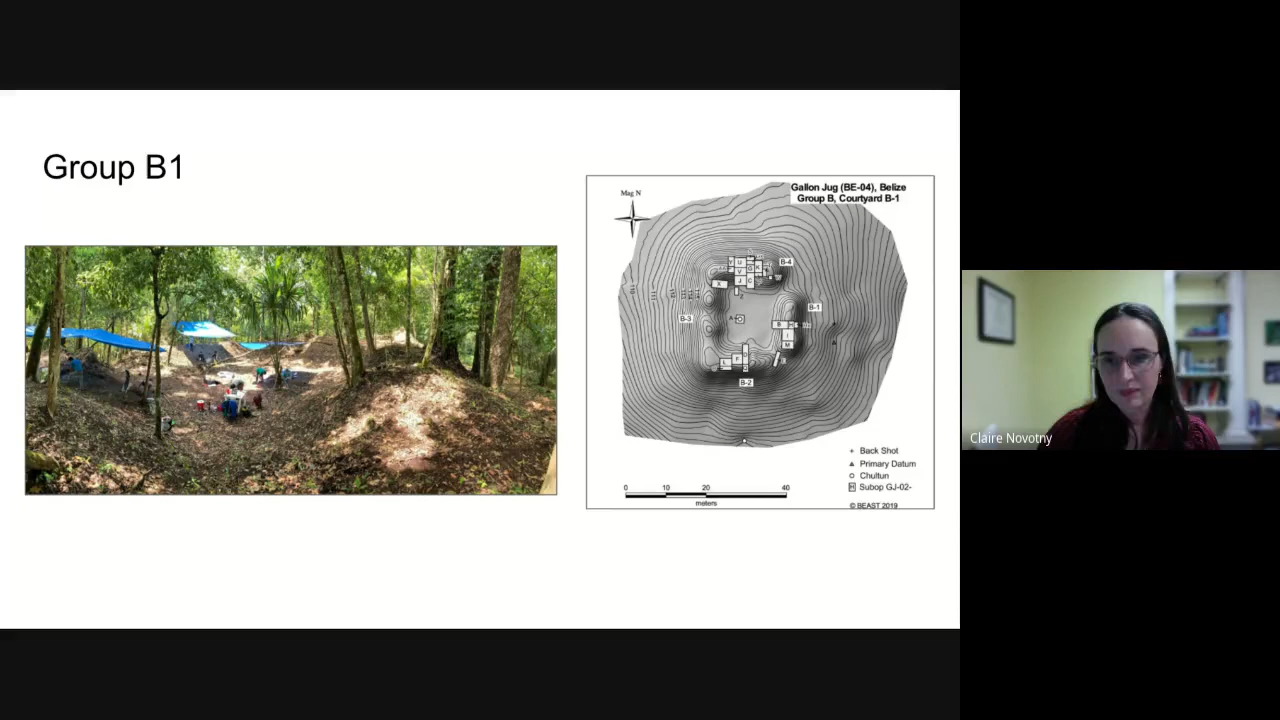 Group B1
Gallon Jug (BE-04), Belize
Group B, Courtyard B-1
Mag N
B-4
B-1
B-3
B-2
Back Shot
Primary Datum
Chultun
Subop GJ-02-
0 10 20 40
meters
© BEAST 2019
Claire Novotny